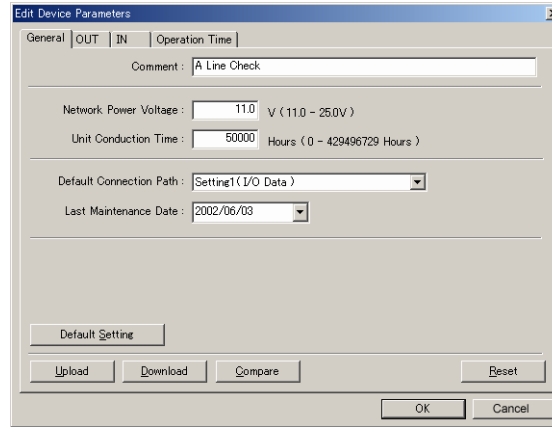 Edit Device Parameters
General OUT IN Operation Time
Comment : A Line Check
Network Power Voltage : 11.0 V ( 11.0 - 25.0V )
Unit Conduction Time : 50000 Hours ( 0 - 429496729 Hours )
Default Connection Path : Setting1( I/O Data )
Last Maintenance Date : 2002/06/03
Default Setting
Upload Download Compare Reset
OK Cancel